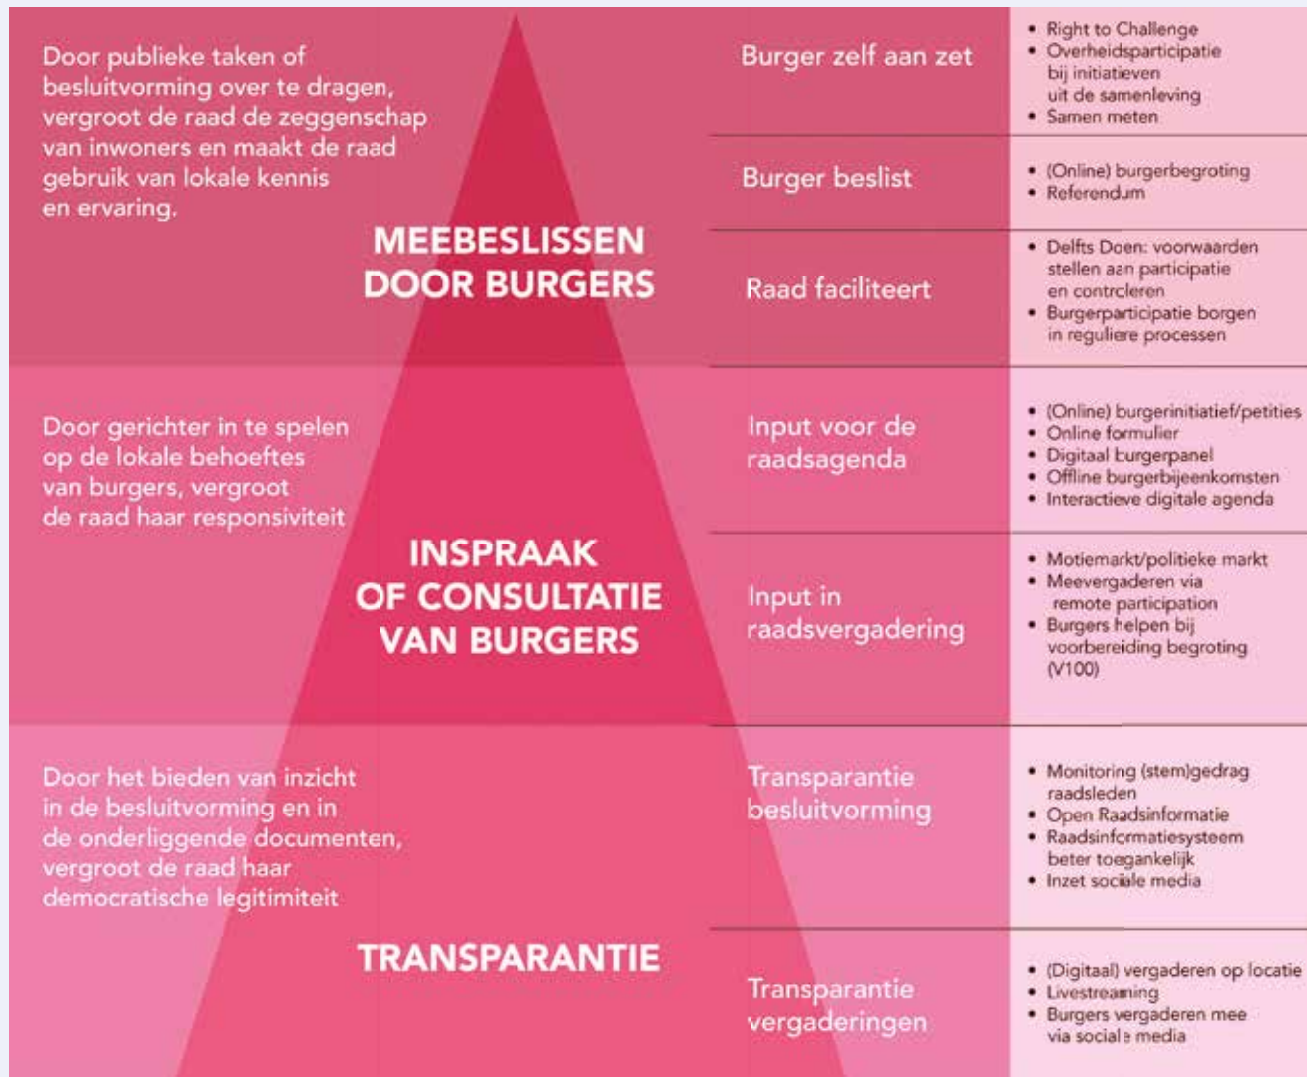 Door publieke taken of
besluitvorming over te dragen,
vergroot de raad de zeggenschap
van inwoners en maakt de raad
gebruik van lokale kennis
en ervaring.
MEEBESLISSEN
DOOR BURGERS
Burger zelf aan zet
• Right to Challenge
• Overheidsparticipatie
bij initiatieven
uit de samenleving
• Samen meten
Burger beslist
• (Online) burgerbegroting
• Referendum
Raad faciliteert
• Delfts Doen: voorwaarden
stellen aan participatie
en controleren
• Burgerparticipatie borgen
in reguliere processen
Door gerichter in te spelen
op de lokale behoeftes
van burgers, vergroot
de raad haar responsiviteit
INSPRAAK
OF CONSULTATIE
VAN BURGERS
Input voor de
raadsagenda
• (Online) burgerinitiatief/petities
• Online formulier
• Digitaal burgerpanel
• Offline burgerbijeenkomsten
• Interactieve digitale agenda
Input in
raadsvergadering
• Motiemarkt/politieke markt
• Meevergaderen via
remote participation
• Burgers helpen bij
voorbereiding begroting
(V100)
Door het bieden van inzicht
in de besluitvorming en in
de onderliggende documenten,
vergroot de raad haar
democratische legitimiteit
TRANSPARANTIE
Transparantie
besluitvorming
• Monitoring (stem)gedrag
raadsleden
• Open Raadsinformatie
• Raadsinformatiesysteem
beter toegankelijk
• Inzet sociale media
Transparantie
vergaderingen
• (Digitaal) vergaderen op locatie
• Livestreaming
• Burgers vergaderen mee
via sociale media